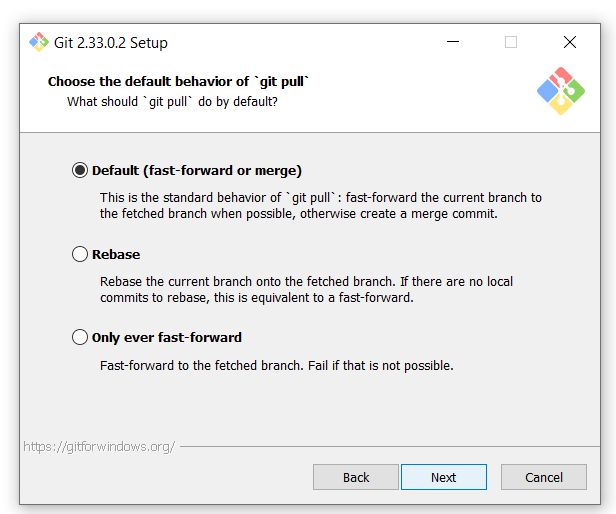 Git 2.33.0.2 Setup
Choose the default behavior of `git pull`
What should `git pull` do by default?
Default (fast-forward or merge)
This is the standard behavior of `git pull`: fast-forward the current branch to
the fetched branch when possible, otherwise create a merge commit.
Rebase
Rebase the current branch onto the fetched branch. If there are no local
commits to rebase, this is equivalent to a fast-forward.
Only ever fast-forward
Fast-forward to the fetched branch. Fail if that is not possible.
https://gitforwindows.org/
Back
Next
Cancel